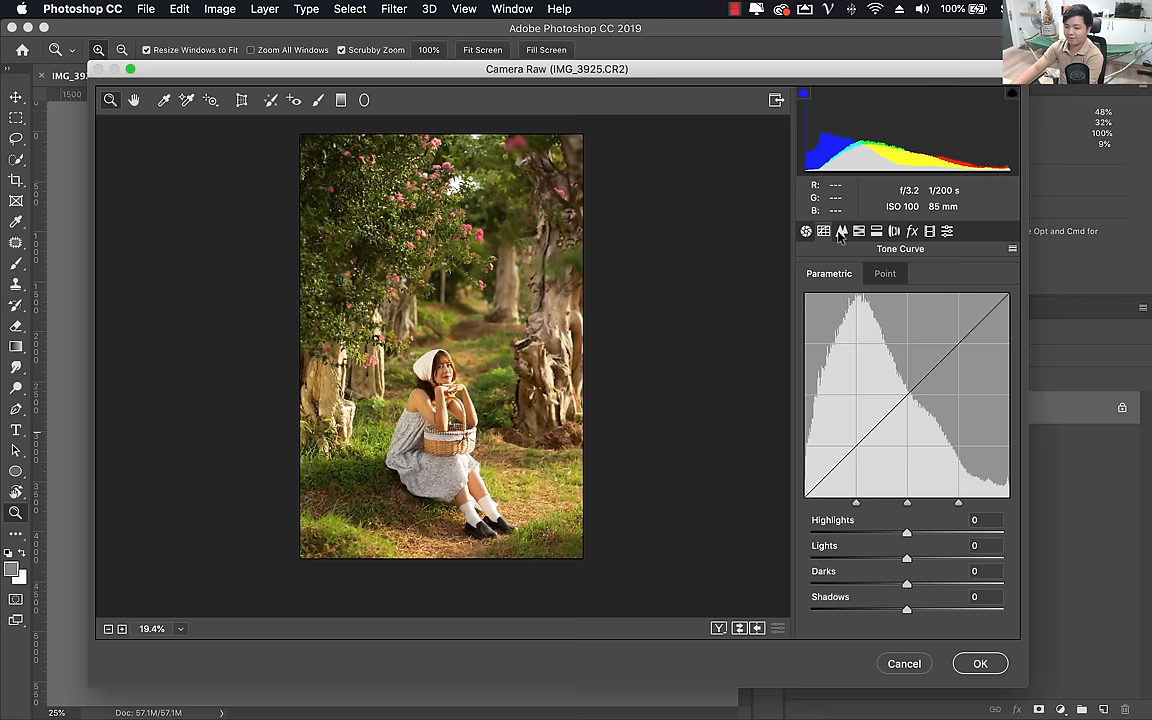 Photoshop CC File Edit Image Layer Type Select Filter 3D View Window Help 100%
Adobe Photoshop CC 2019
Resize Windows to Fit Zoom All Windows Scrubby Zoom 100% Fit Screen Fill Screen
Camera Raw (IMG_3925.CR2)
IMG_392
1500
48%
32%
100%
9%
R: ---
G: ---
B: ---
f/3.2 1/200 s
ISO 100 85 mm
e Opt and Cmd for
Tone Curve
Parametric Point
Highlights 0
Lights 0
Darks 0
Shadows 0
19.4%
Y
Cancel OK
25% Doc: 57.1M/57.1M
fx